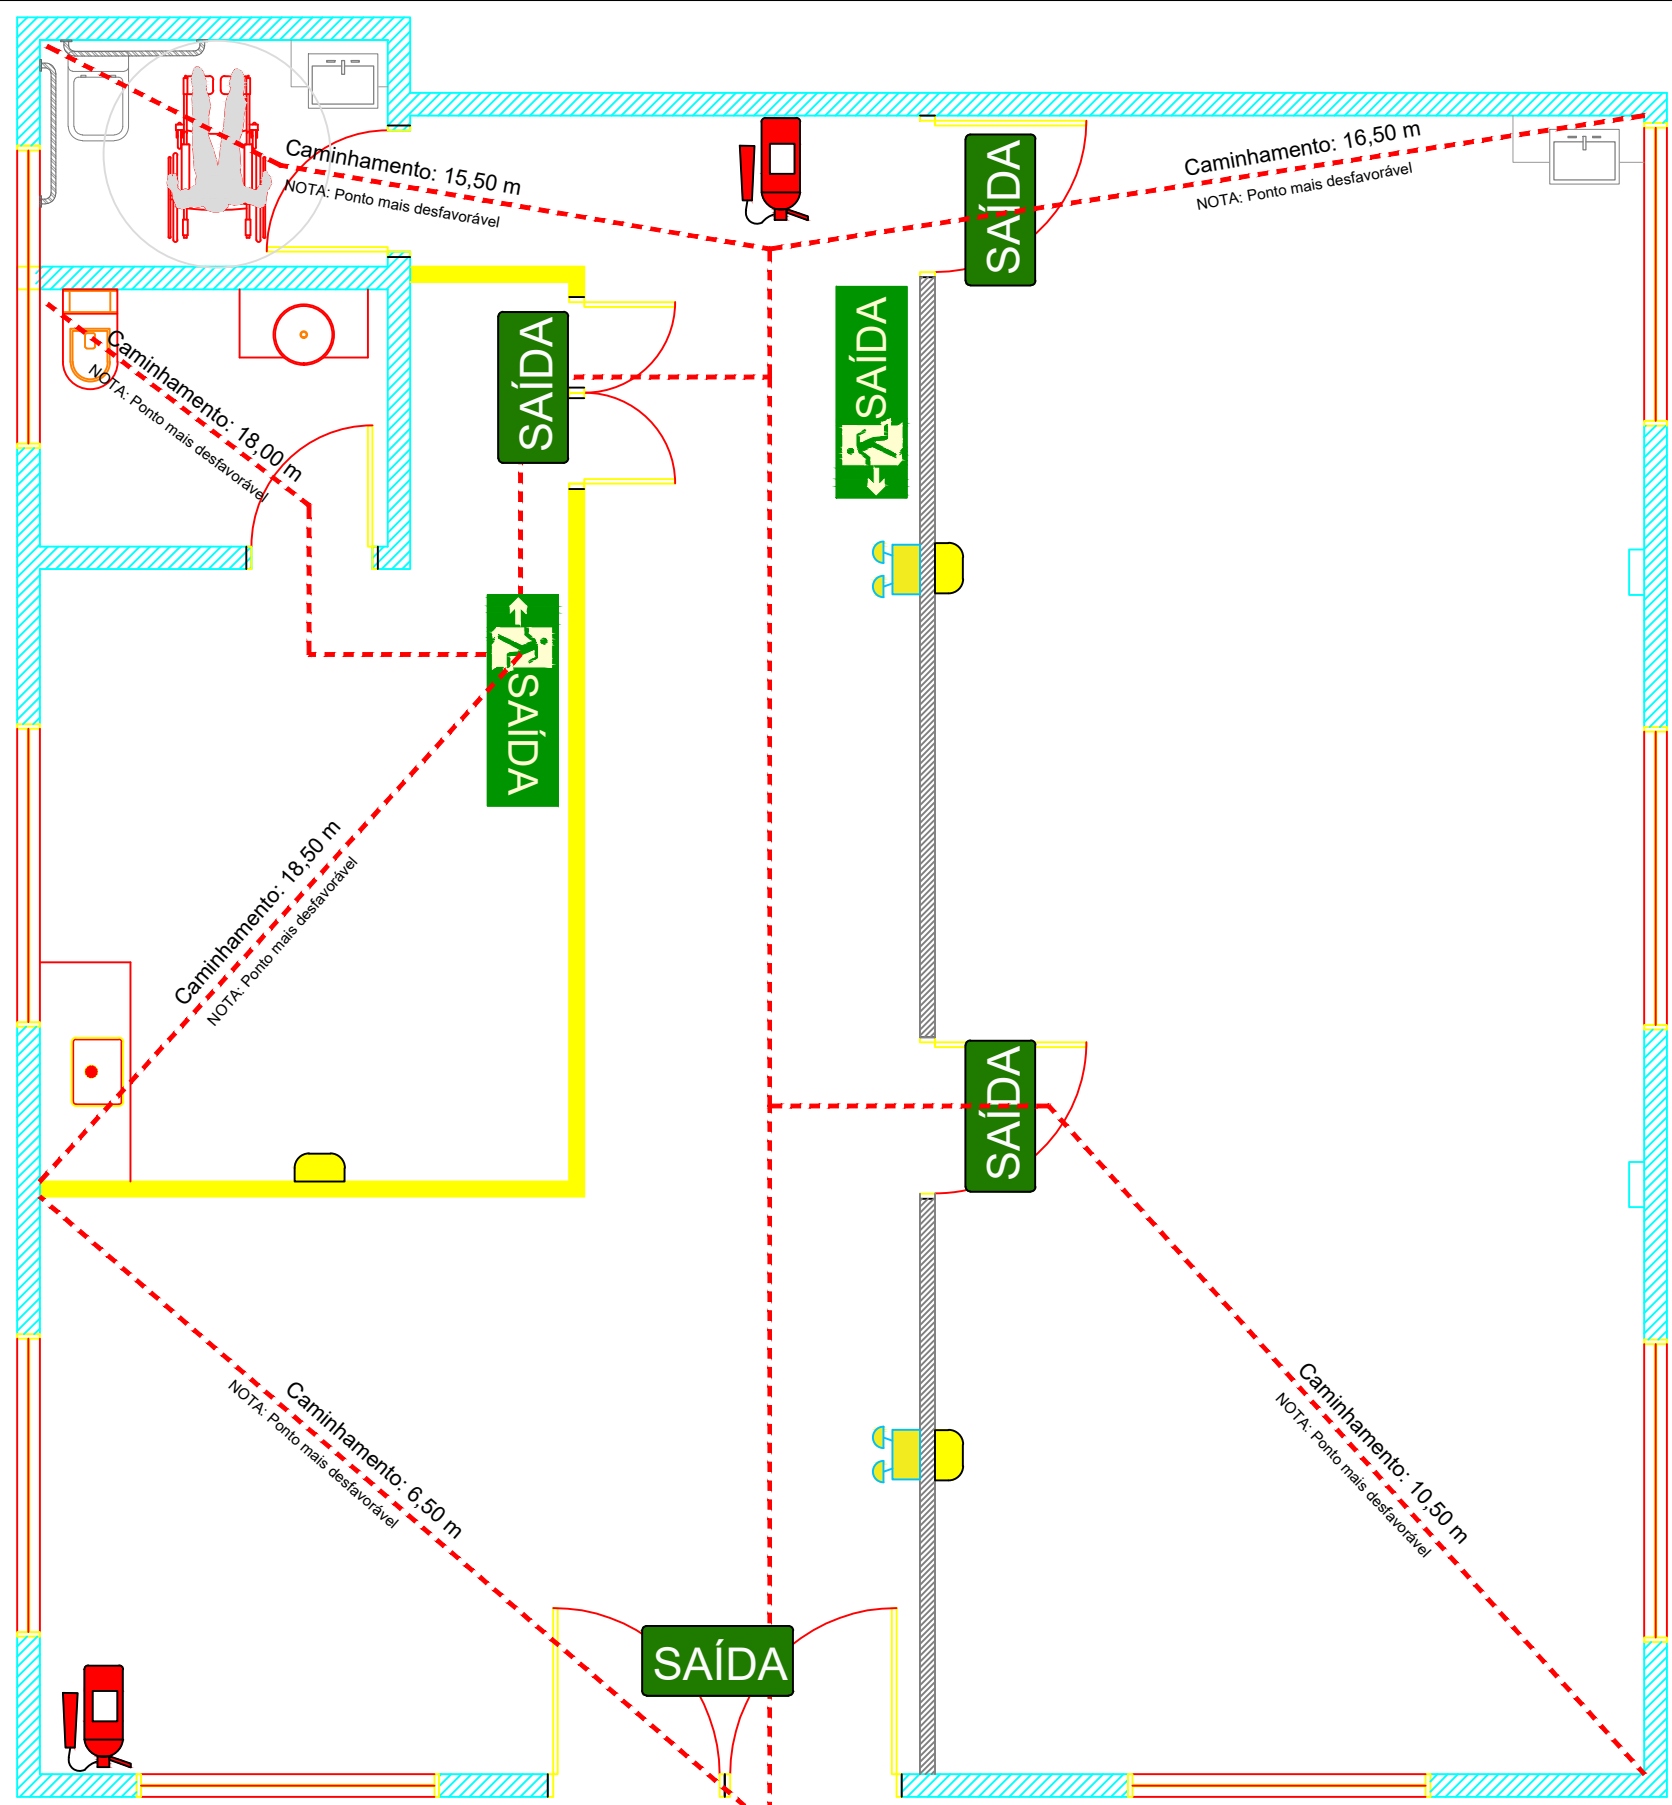 Caminhamento: 15,50 m
NOTA: Ponto mais desfavorável
SAÍDA
Caminhamento: 16,50 m
NOTA: Ponto mais desfavorável
SAÍDA
SAÍDA
Caminhamento: 18,00 m
NOTA: Ponto mais desfavorável
SAÍDA
Caminhamento: 18,50 m
NOTA: Ponto mais desfavorável
SAÍDA
Caminhamento: 6,50 m
NOTA: Ponto mais desfavorável
Caminhamento: 10,50 m
NOTA: Ponto mais desfavorável
SAÍDA